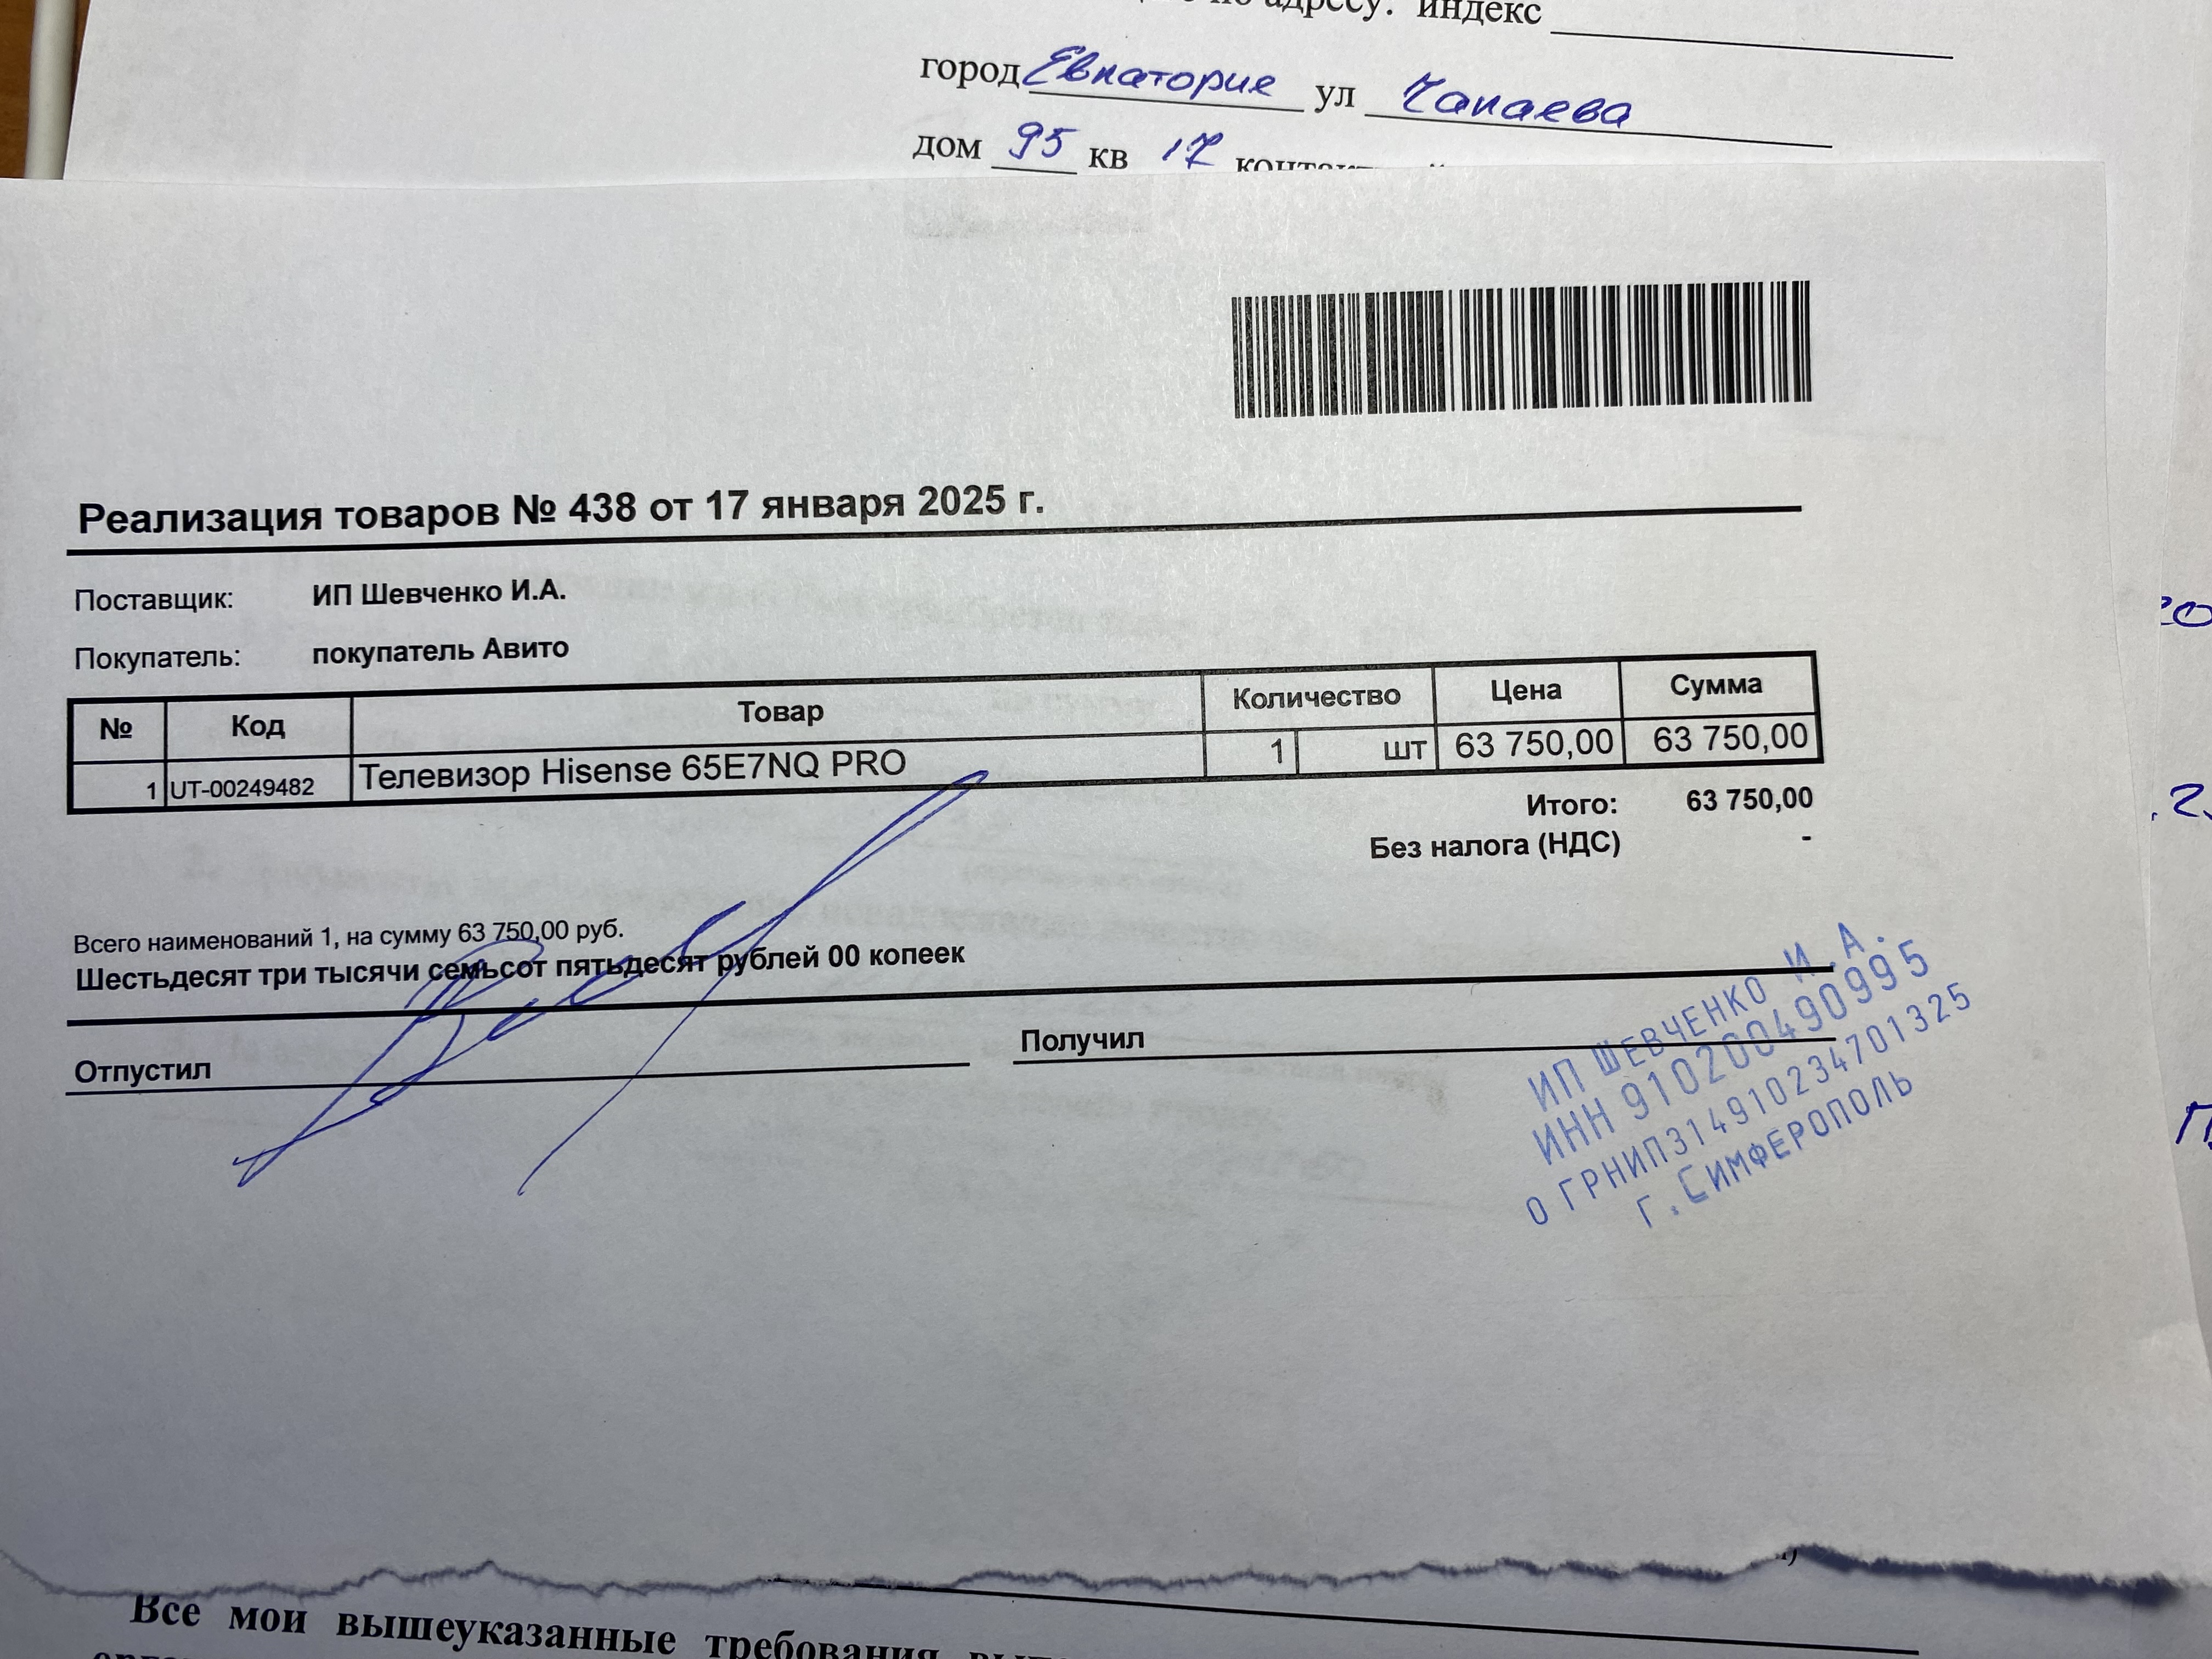 по адресу: индекс
город Евпатория ул Чапаева
дом 95 кв 17
Реализация товаров № 438 от 17 января 2025 г.
Поставщик: ИП Шевченко И.А.
Покупатель: покупатель Авито
№ Код Товар Количество Цена Сумма
1 UT-00249482 Телевизор Hisense 65E7NQ PRO 1 шт 63 750,00 63 750,00
Итого: 63 750,00
Без налога (НДС) -
Всего наименований 1, на сумму 63 750,00 руб.
Шестьдесят три тысячи семьсот пятьдесят рублей 00 копеек
Отпустил Получил
ИП ШЕВЧЕНКО И.А.
ИНН 910200490995
ОГРНИП314910234701325
Г.СИМФЕРОПОЛЬ
Все мои вышеуказанные требования